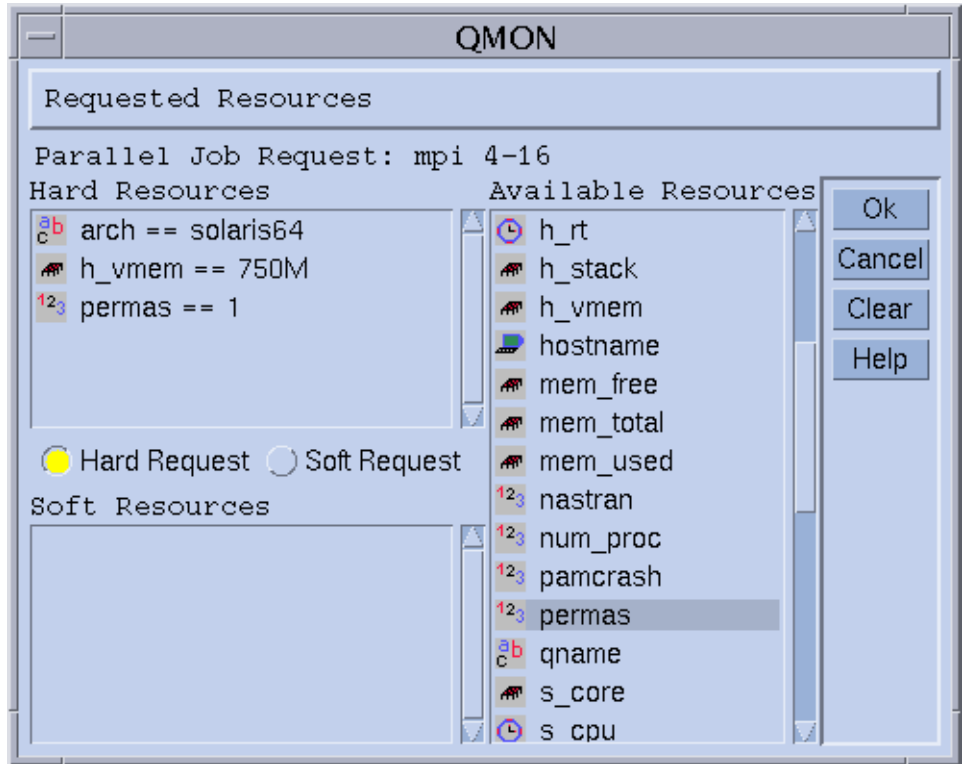 QMON
Requested Resources
Parallel Job Request: mpi 4-16
Hard Resources
arch == solaris64
h_vmem == 750M
permas == 1
Hard Request
Soft Request
Soft Resources
Available Resources
h_rt
h_stack
h_vmem
hostname
mem_free
mem_total
mem_used
nastran
num_proc
pamcrash
permas
qname
s_core
s_cpu
Ok
Cancel
Clear
Help